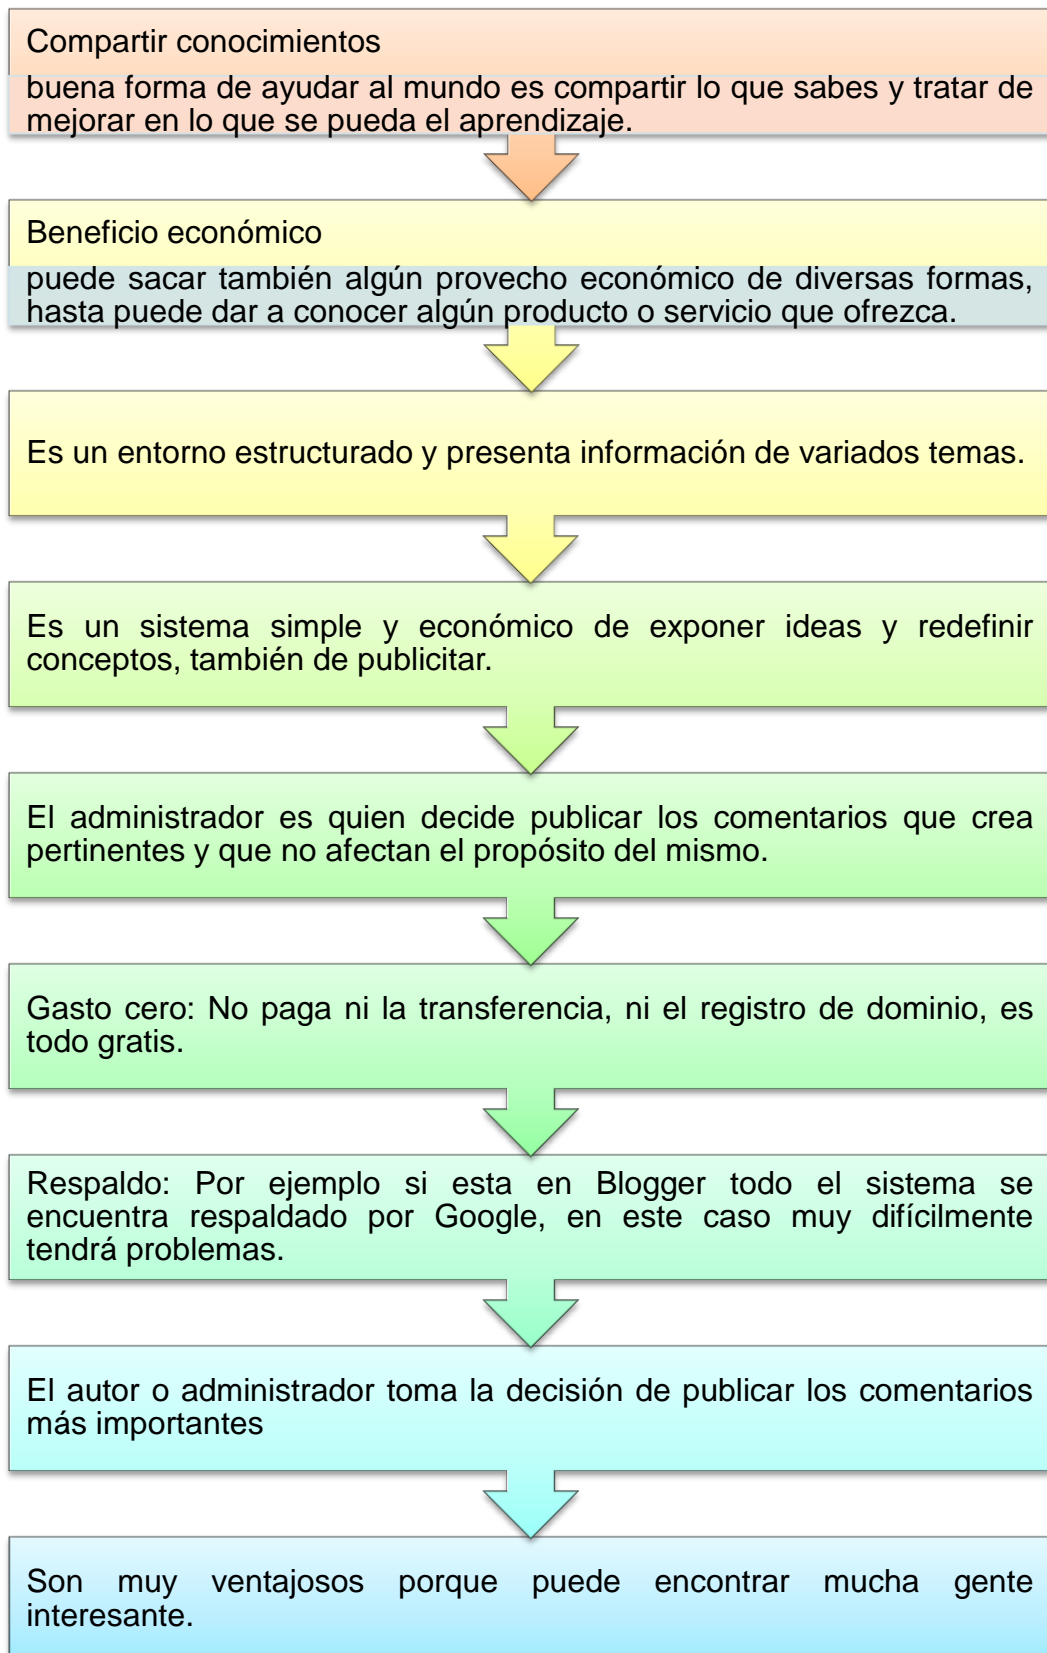 Compartir conocimientos
buena forma de ayudar al mundo es compartir lo que sabes y tratar de
mejorar en lo que se pueda el aprendizaje.
Beneficio económico
puede sacar también algún provecho económico de diversas formas,
hasta puede dar a conocer algún producto o servicio que ofrezca.
Es un entorno estructurado y presenta información de variados temas.
Es un sistema simple y económico de exponer ideas y redefinir
conceptos, también de publicitar.
El administrador es quien decide publicar los comentarios que crea
pertinentes y que no afectan el propósito del mismo.
Gasto cero: No paga ni la transferencia, ni el registro de dominio, es
todo gratis.
Respaldo: Por ejemplo si esta en Blogger todo el sistema se
encuentra respaldado por Google, en este caso muy difícilmente
tendrá problemas.
El autor o administrador toma la decisión de publicar los comentarios
más importantes
Son muy ventajosos porque puede encontrar mucha gente
interesante.